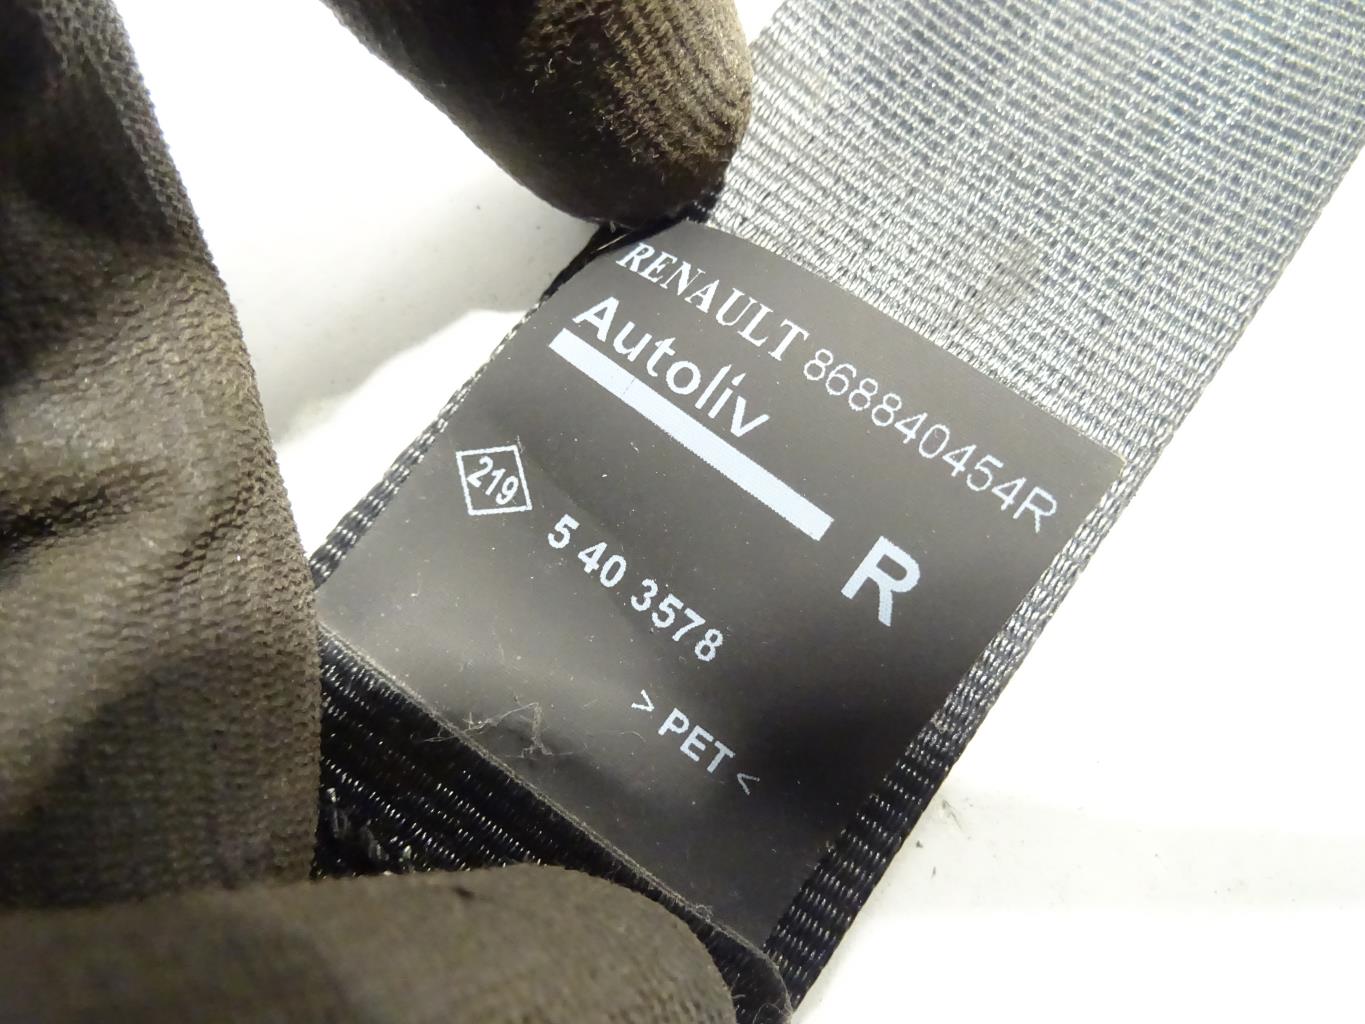 RENAULT 868840454R
Autoliv
R
219
5 40 3578
>PET<